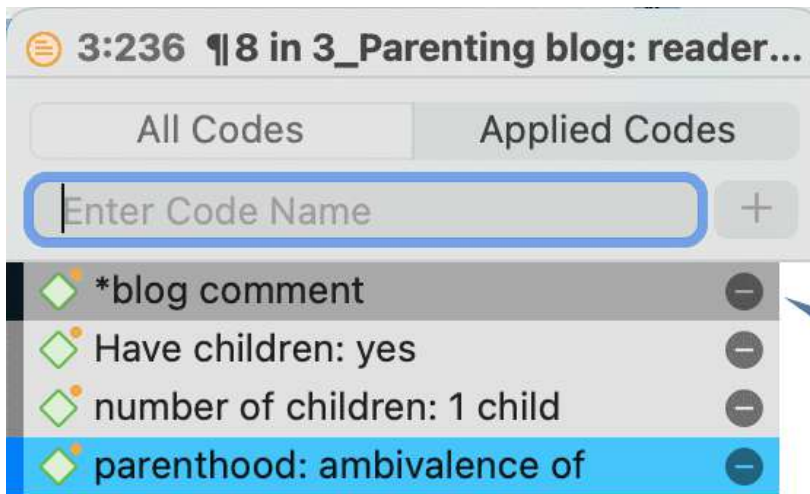 3:236 ¶8 in 3_Parenting blog: reader...
All Codes Applied Codes
Enter Code Name +
*blog comment
Have children: yes
number of children: 1 child
parenthood: ambivalence of